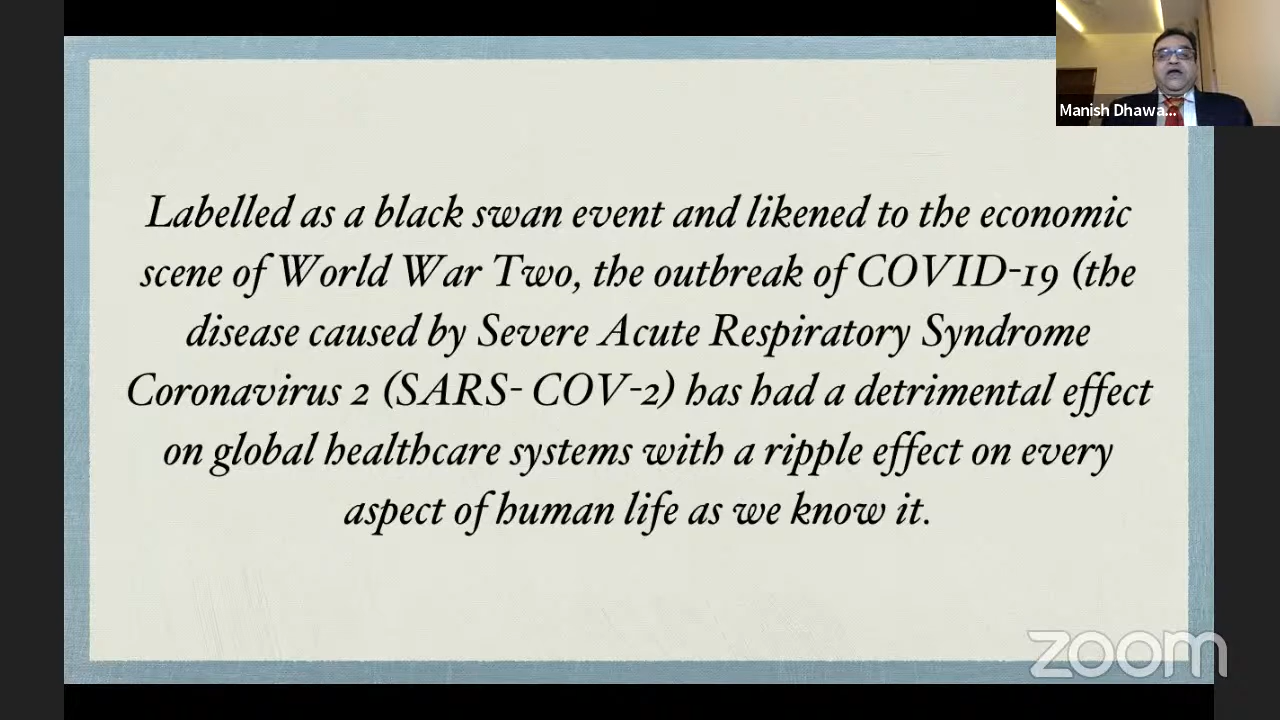 Manish Dhawa...
Labelled as a black swan event and likened to the economic
scene of World War Two, the outbreak of COVID-19 (the
disease caused by Severe Acute Respiratory Syndrome
Coronavirus 2 (SARS- COV-2) has had a detrimental effect
on global healthcare systems with a ripple effect on every
aspect of human life as we know it.
zoom